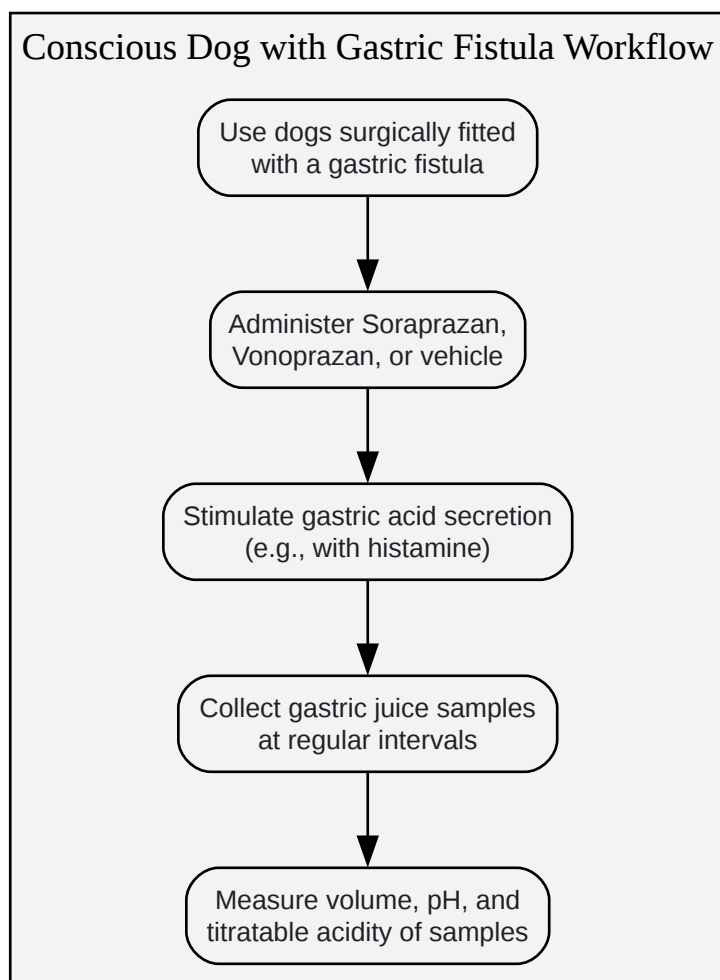 Conscious Dog with Gastric Fistula Workflow
Use dogs surgically fitted
with a gastric fistula
Administer Soraprazan,
Vonoprazan, or vehicle
Stimulate gastric acid secretion
(e.g., with histamine)
Collect gastric juice samples
at regular intervals
Measure volume, pH, and
titratable acidity of samples